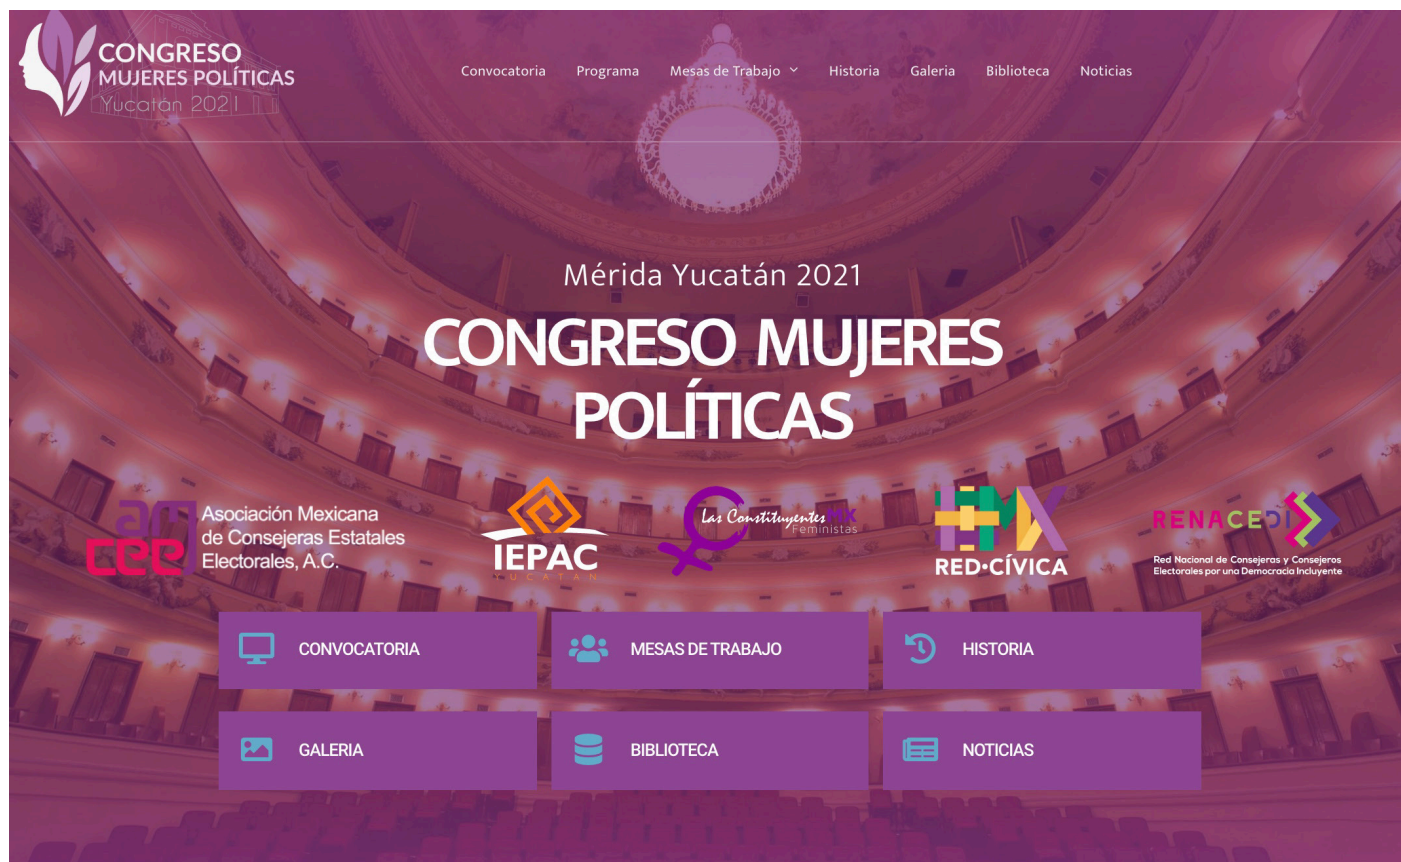 CONGRESO
MUJERES POLÍTICAS
Yucatán 2021
Convocatoria Programa Mesas de Trabajo Historia Galeria Biblioteca Noticias
Mérida Yucatán 2021
CONGRESO MUJERES
POLÍTICAS
amcee
Asociación Mexicana
de Consejeras Estatales
Electorales, A.C.
IEPAC
YUCATÁN
Las Constituyentes MX
Feministas
RED·CÍVICA
RENACEDI
Red Nacional de Consejeras y Consejeros
Electorales por una Democracia Incluyente
CONVOCATORIA
MESAS DE TRABAJO
HISTORIA
GALERIA
BIBLIOTECA
NOTICIAS